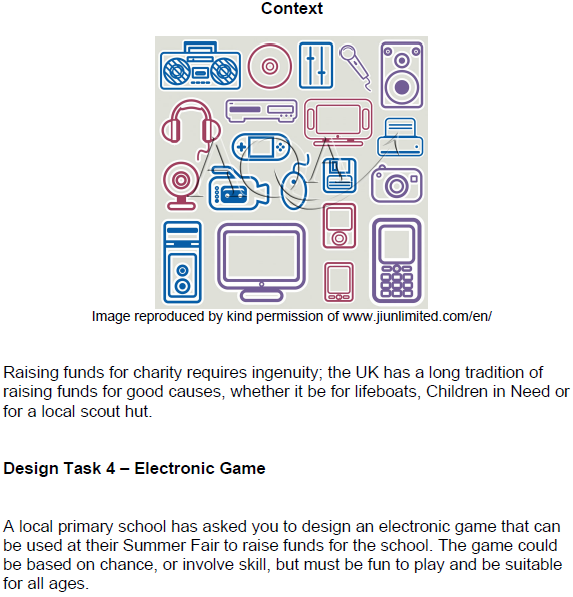 Context
Image reproduced by kind permission of www.jiunlimited.com/en/
Raising funds for charity requires ingenuity; the UK has a long tradition of
raising funds for good causes, whether it be for lifeboats, Children in Need or
for a local scout hut.
Design Task 4 – Electronic Game
A local primary school has asked you to design an electronic game that can
be used at their Summer Fair to raise funds for the school. The game could
be based on chance, or involve skill, but must be fun to play and be suitable
for all ages.